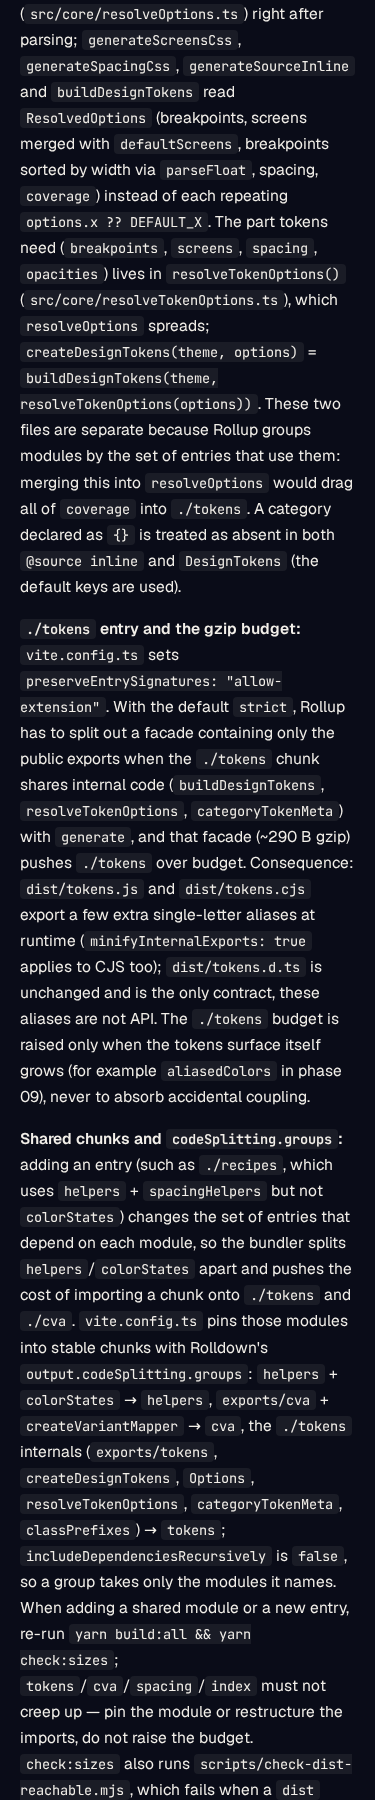 ( src/core/resolveOptions.ts ) right after
parsing; generateScreensCss ,
generateSpacingCss , generateSourceInline
and buildDesignTokens read
ResolvedOptions (breakpoints, screens
merged with defaultScreens , breakpoints
sorted by width via parseFloat , spacing,
coverage ) instead of each repeating
options.x ?? DEFAULT_X . The part tokens
need ( breakpoints , screens , spacing ,
opacities ) lives in resolveTokenOptions()
( src/core/resolveTokenOptions.ts ), which
resolveOptions spreads;
createDesignTokens(theme, options) =
buildDesignTokens(theme,
resolveTokenOptions(options)) . These two
files are separate because Rollup groups
modules by the set of entries that use them:
merging this into resolveOptions would drag
all of coverage into ./tokens . A category
declared as {} is treated as absent in both
@source inline and DesignTokens (the
default keys are used).
./tokens entry and the gzip budget:
vite.config.ts sets
preserveEntrySignatures: "allow-
extension" . With the default strict , Rollup
has to split out a facade containing only the
public exports when the ./tokens chunk
shares internal code ( buildDesignTokens ,
resolveTokenOptions , categoryTokenMeta )
with generate , and that facade (~290 B gzip)
pushes ./tokens over budget. Consequence:
dist/tokens.js and dist/tokens.cjs
export a few extra single-letter aliases at
runtime ( minifyInternalExports: true
applies to CJS too); dist/tokens.d.ts is
unchanged and is the only contract, these
aliases are not API. The ./tokens budget is
raised only when the tokens surface itself
grows (for example aliasedColors in phase
09), never to absorb accidental coupling.
Shared chunks and codeSplitting.groups :
adding an entry (such as ./recipes , which
uses helpers + spacingHelpers but not
colorStates ) changes the set of entries that
depend on each module, so the bundler splits
helpers / colorStates apart and pushes the
cost of importing a chunk onto ./tokens and
./cva . vite.config.ts pins those modules
into stable chunks with Rolldown's
output.codeSplitting.groups : helpers +
colorStates → helpers , exports/cva +
createVariantMapper → cva , the ./tokens
internals ( exports/tokens ,
createDesignTokens , Options ,
resolveTokenOptions , categoryTokenMeta ,
classPrefixes ) → tokens ;
includeDependenciesRecursively is false ,
so a group takes only the modules it names.
When adding a shared module or a new entry,
re-run yarn build:all && yarn
check:sizes ;
tokens / cva / spacing / index must not
creep up — pin the module or restructure the
imports, do not raise the budget.
check:sizes also runs scripts/check-dist-
reachable.mjs , which fails when a dist